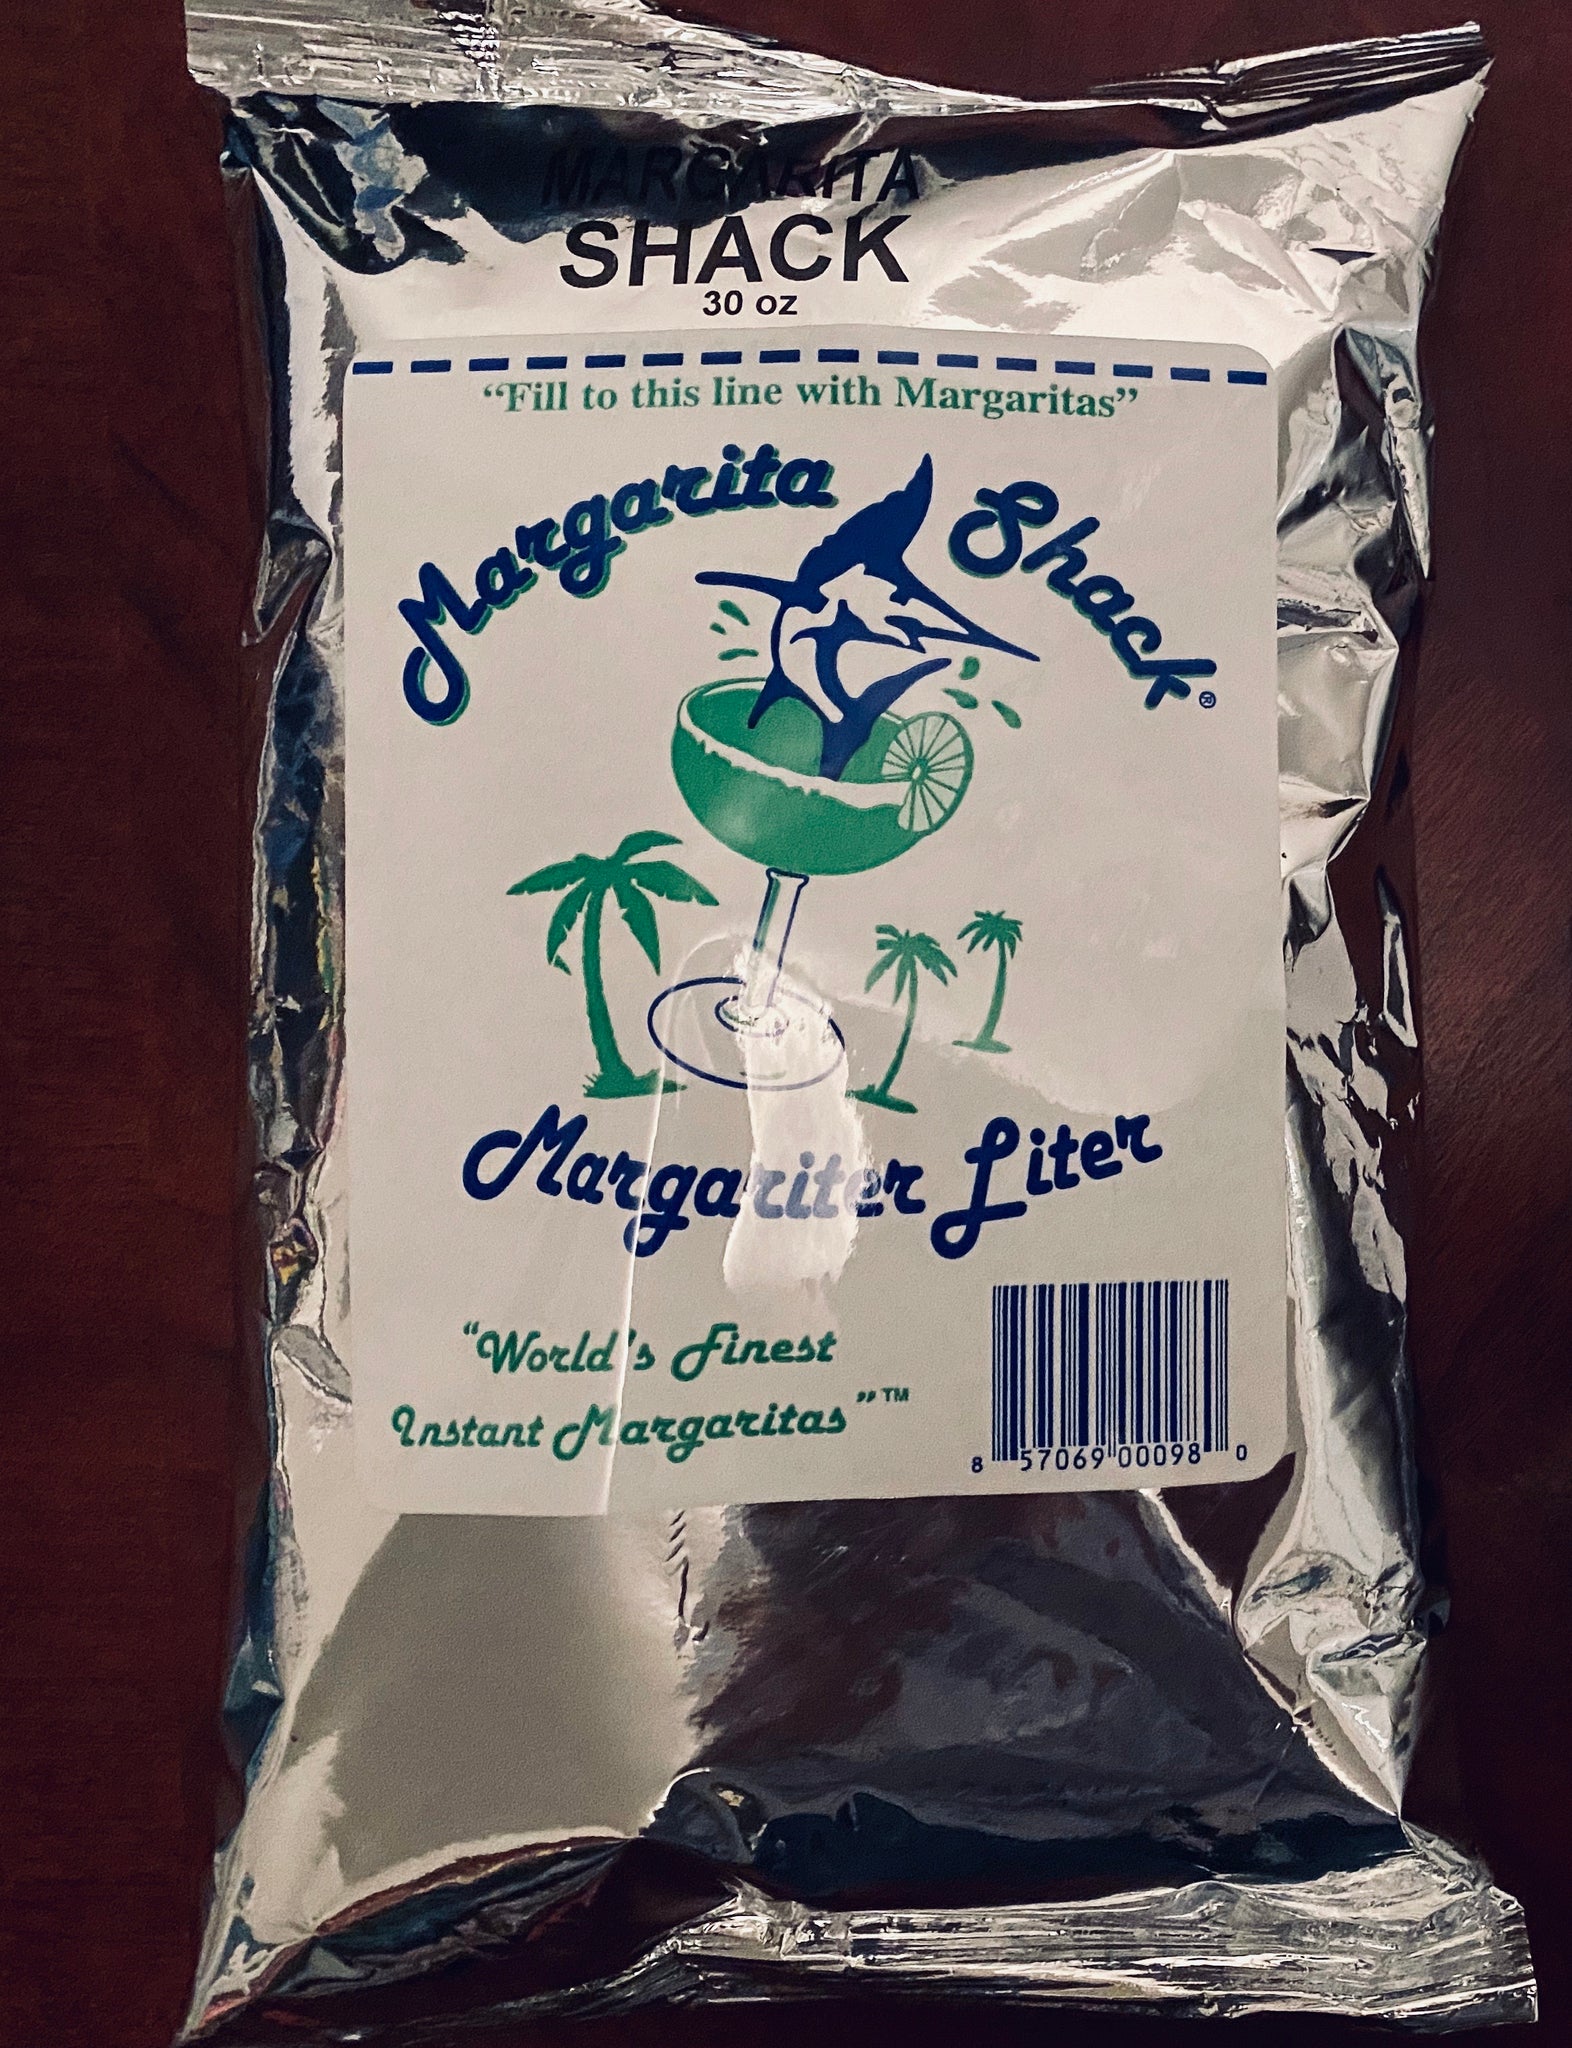 MARGARITA
SHACK
30 oz
“Fill to this line with Margaritas”
Margarita Shack®
Margariter Liter
“World's Finest
Instant Margaritas”™
8 57069 00098 0